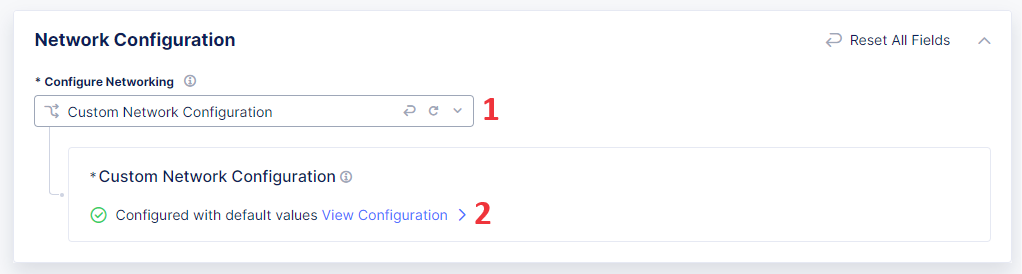 Network Configuration
Reset All Fields
* Configure Networking
Custom Network Configuration
1
* Custom Network Configuration
Configured with default values View Configuration
2